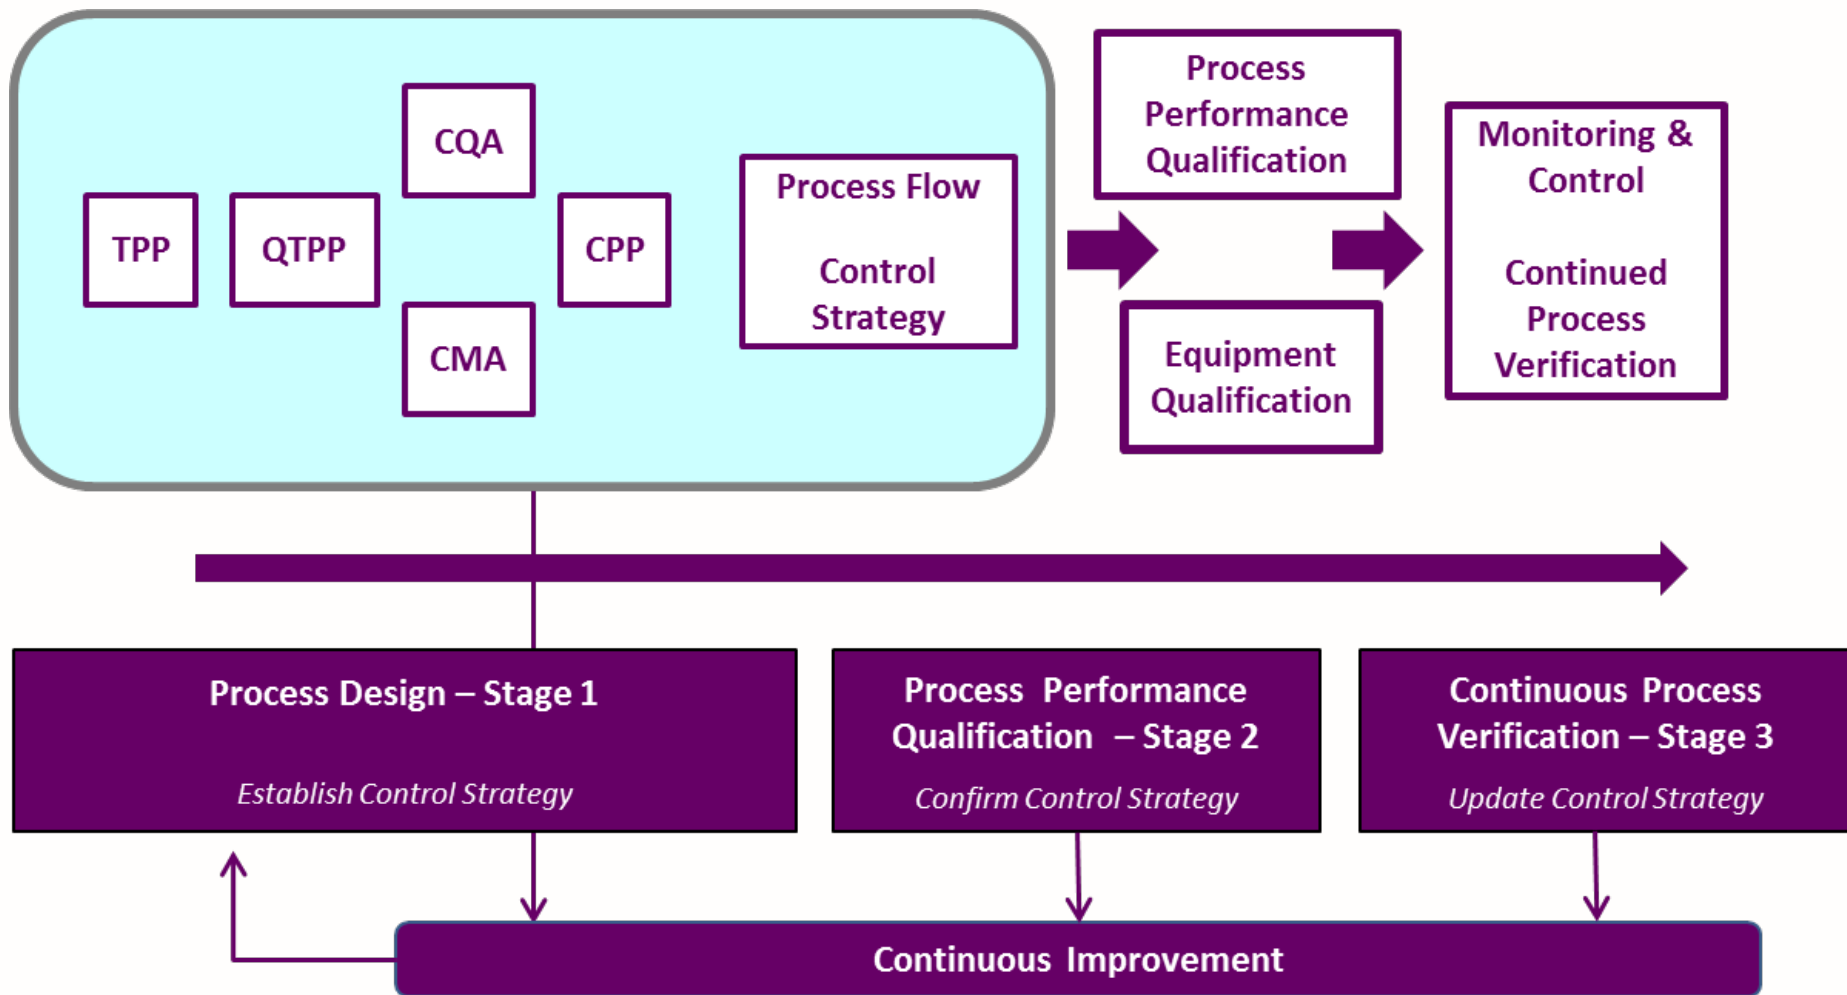 TPP
QTPP
CQA
CMA
CPP
Process Flow
Control
Strategy
Process
Performance
Qualification
Equipment
Qualification
Monitoring &
Control
Continued
Process
Verification
Process Design – Stage 1
Establish Control Strategy
Process Performance
Qualification – Stage 2
Confirm Control Strategy
Continuous Process
Verification – Stage 3
Update Control Strategy
Continuous Improvement